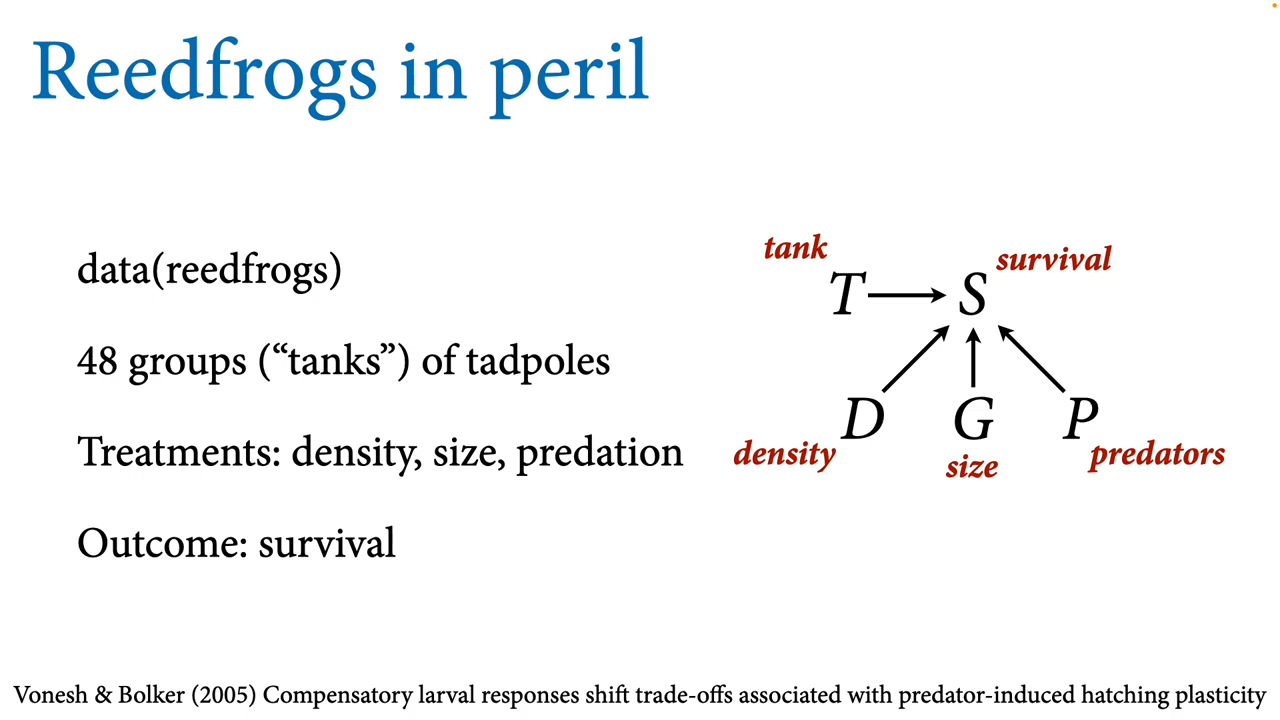 Reedfrogs in peril
data(reedfrogs)
48 groups (“tanks”) of tadpoles
Treatments: density, size, predation
Outcome: survival
tank
survival
T
S
D
G
P
density
size
predators
Vonesh & Bolker (2005) Compensatory larval responses shift trade-offs associated with predator-induced hatching plasticity